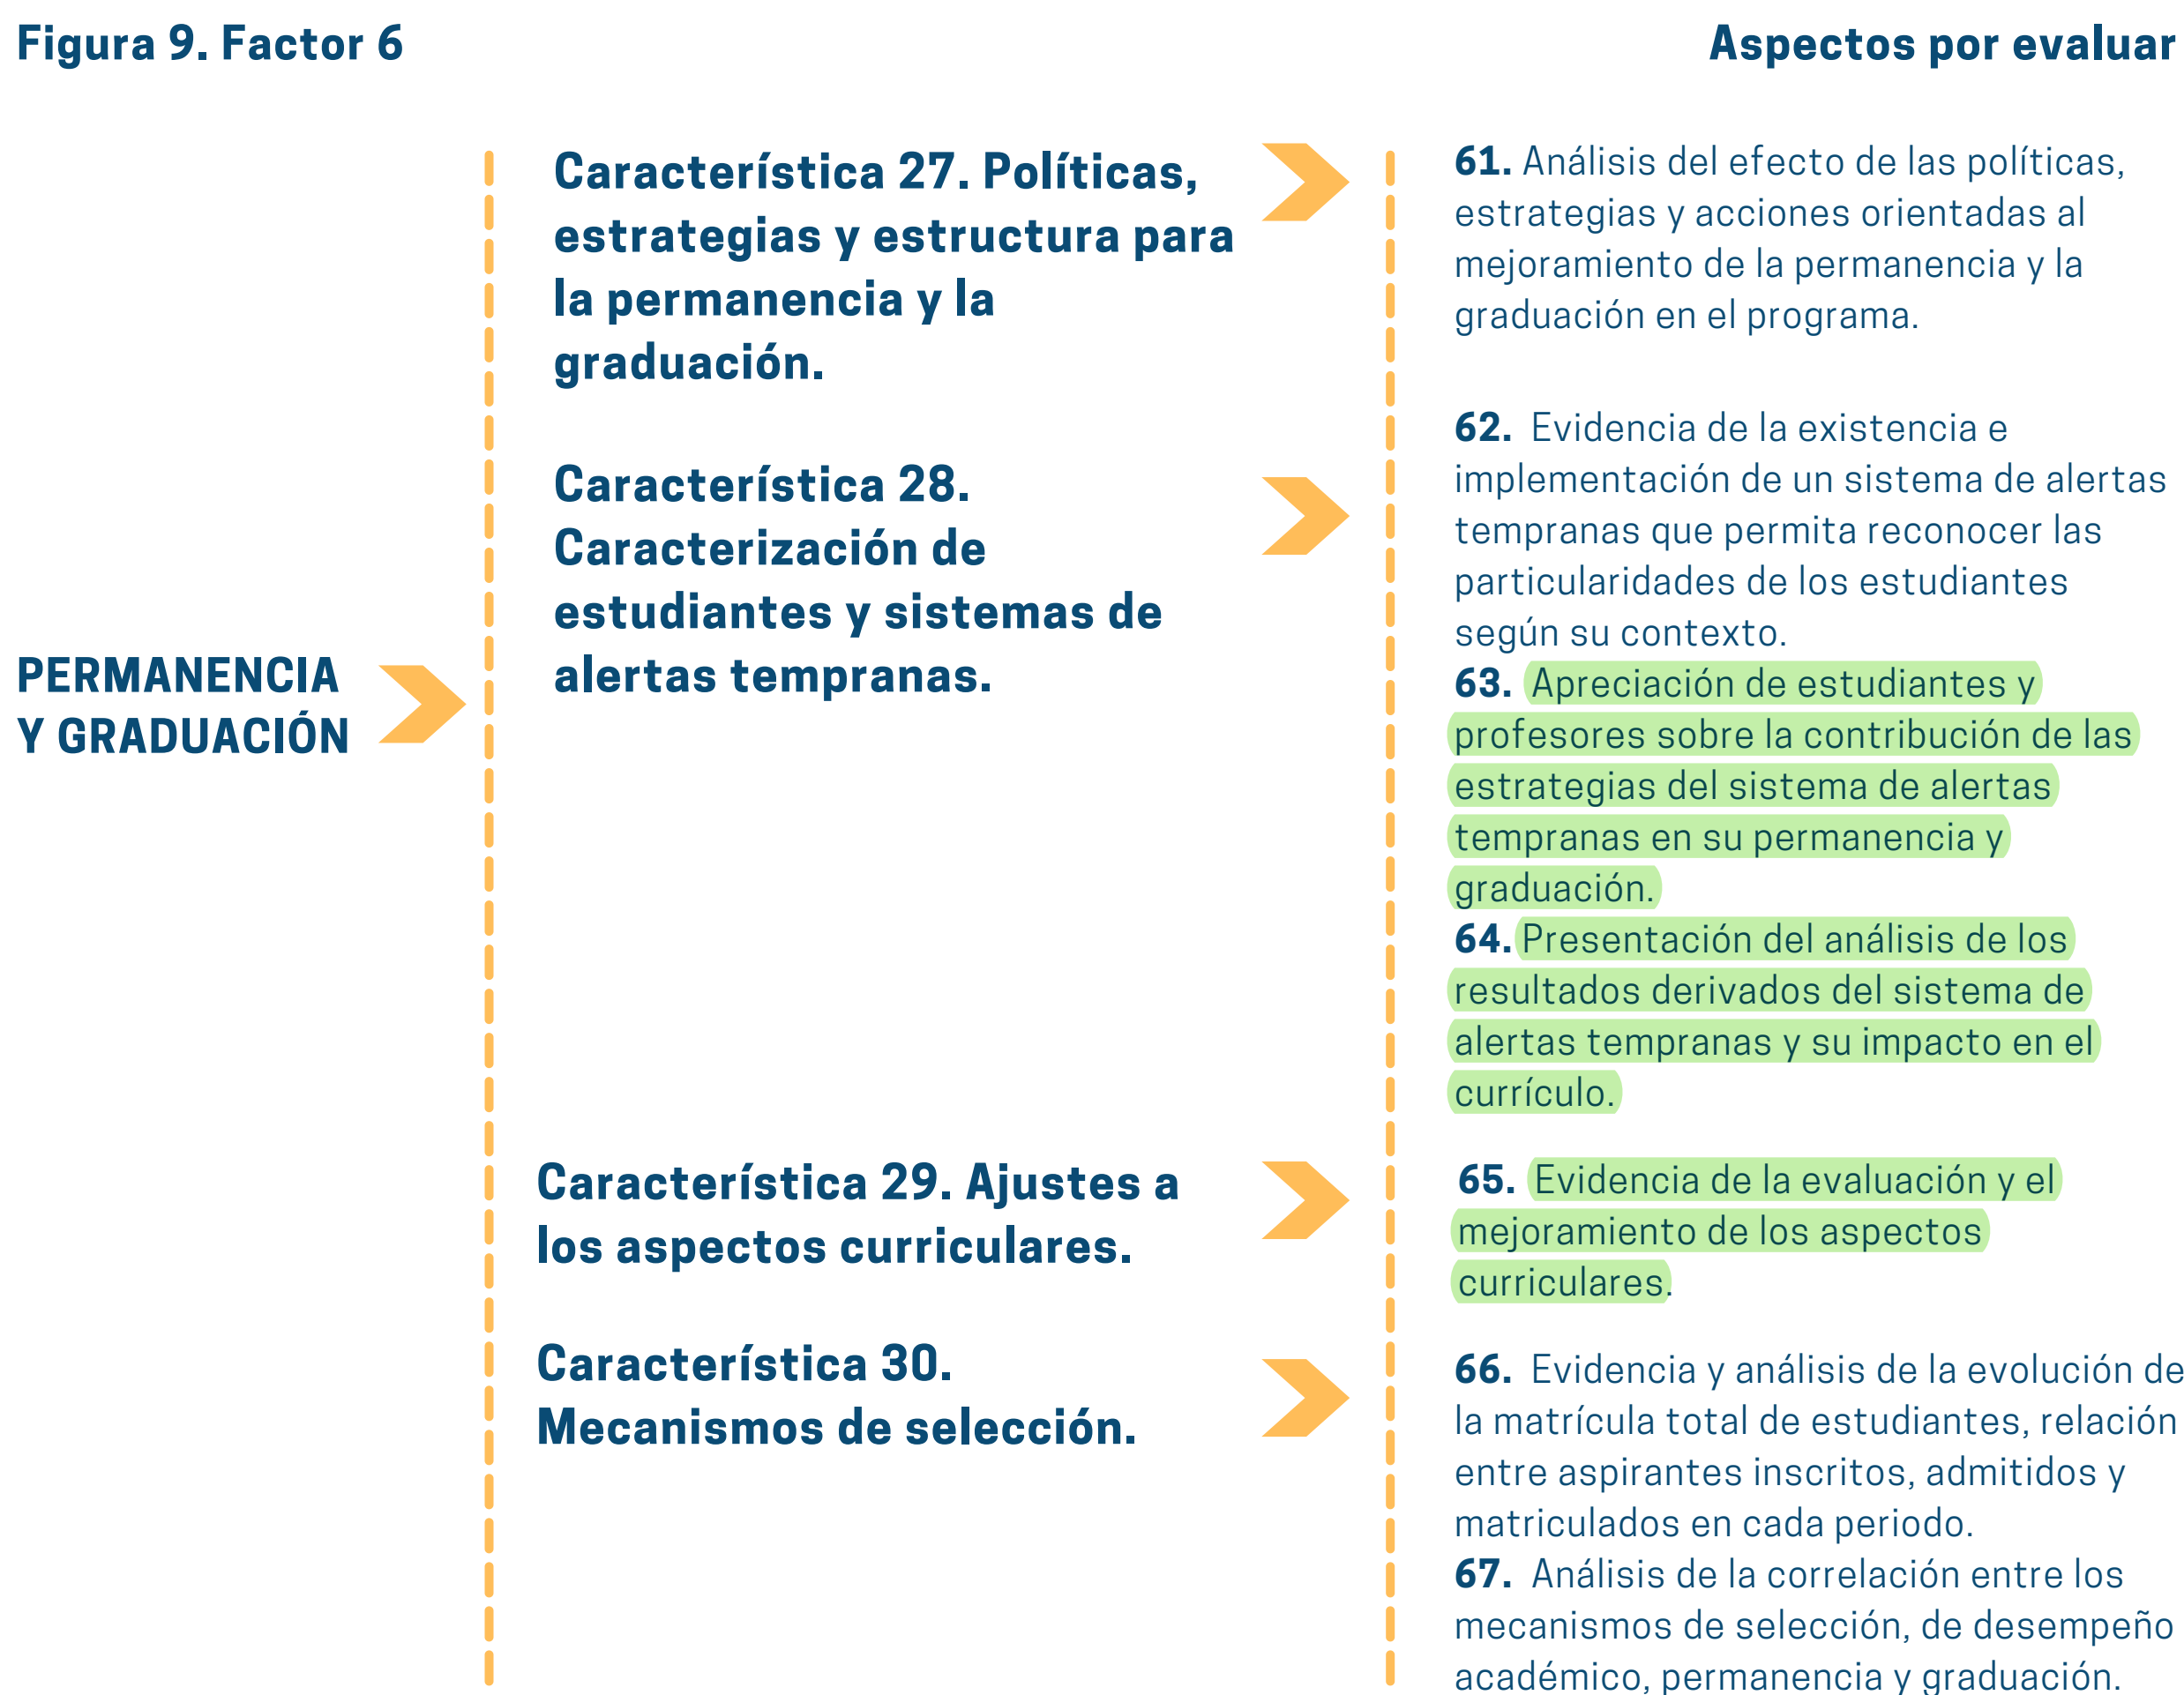 Figura 9. Factor 6
Aspectos por evaluar
PERMANENCIA
Y GRADUACIÓN
Característica 27. Políticas,
estrategias y estructura para
la permanencia y la
graduación.
61. Análisis del efecto de las políticas,
estrategias y acciones orientadas al
mejoramiento de la permanencia y la
graduación en el programa.
Característica 28.
Caracterización de
estudiantes y sistemas de
alertas tempranas.
62. Evidencia de la existencia e
implementación de un sistema de alertas
tempranas que permita reconocer las
particularidades de los estudiantes
según su contexto.
63. Apreciación de estudiantes y
profesores sobre la contribución de las
estrategias del sistema de alertas
tempranas en su permanencia y
graduación.
64. Presentación del análisis de los
resultados derivados del sistema de
alertas tempranas y su impacto en el
currículo.
Característica 29. Ajustes a
los aspectos curriculares.
65. Evidencia de la evaluación y el
mejoramiento de los aspectos
curriculares.
Característica 30.
Mecanismos de selección.
66. Evidencia y análisis de la evolución de
la matrícula total de estudiantes, relación
entre aspirantes inscritos, admitidos y
matriculados en cada periodo.
67. Análisis de la correlación entre los
mecanismos de selección, de desempeño
académico, permanencia y graduación.